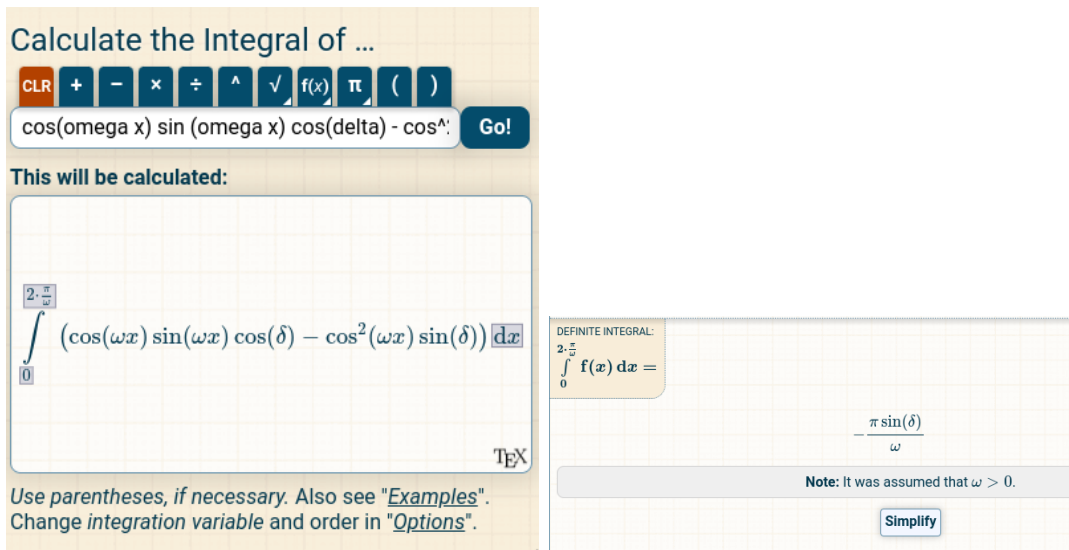 Calculate the Integral of ...
CLR + − × ÷ ^ √ f(x) π ( )
cos(omega x) sin (omega x) cos(delta) - cos^
Go!
This will be calculated:
2·π/ω
∫ (cos(ωx) sin(ωx) cos(δ) − cos²(ωx) sin(δ)) dx
0
TEX
Use parentheses, if necessary. Also see "Examples".
Change integration variable and order in "Options".
DEFINITE INTEGRAL:
2·π/ω
∫ f(x) dx =
0
−π sin(δ)/ω
Note: It was assumed that ω > 0.
Simplify